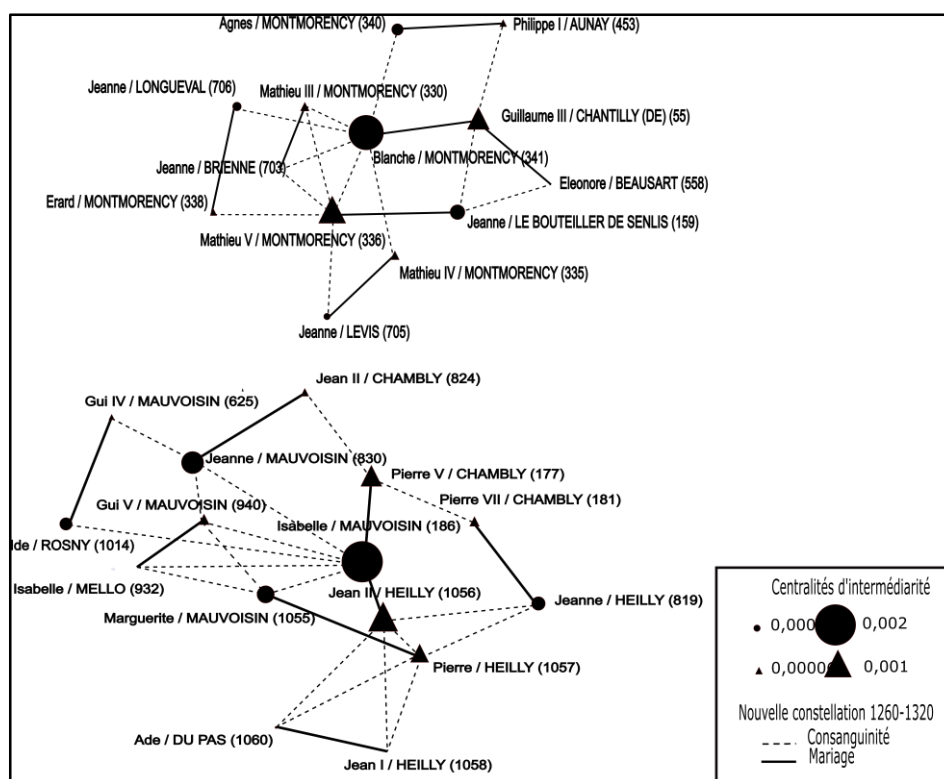 Agnes / MONTMORENCY (340)
Philippe I / AUNAY (453)
Jeanne / LONGUEVAL (706)
Mathieu III / MONTMORENCY (330)
Guillaume III / CHANTILLY (DE) (55)
Blanche / MONTMORENCY (341)
Jeanne / BRIENNE (703)
Eleonore / BEAUSART (558)
Erard / MONTMORENCY (338)
Jeanne / LE BOUTEILLER DE SENLIS (159)
Mathieu V / MONTMORENCY (336)
Mathieu IV / MONTMORENCY (335)
Jeanne / LEVIS (705)
Jean II / CHAMBLY (824)
Gui IV / MAUVOISIN (625)
Jeanne / MAUVOISIN (830)
Pierre V / CHAMBLY (177)
Gui V / MAUVOISIN (940)
Pierre VII / CHAMBLY (181)
Isabelle / MAUVOISIN (186)
Ide / ROSNY (1014)
Isabelle / MELLO (932)
Jean II / HEILLY (1056)
Jeanne / HEILLY (819)
Marguerite / MAUVOISIN (1055)
Pierre / HEILLY (1057)
Ade / DU PAS (1060)
Jean I / HEILLY (1058)
Centralités d'intermédiarité
0,000 0,002
0,0000 0,001
Nouvelle constellation 1260-1320
Consanguinité
Mariage